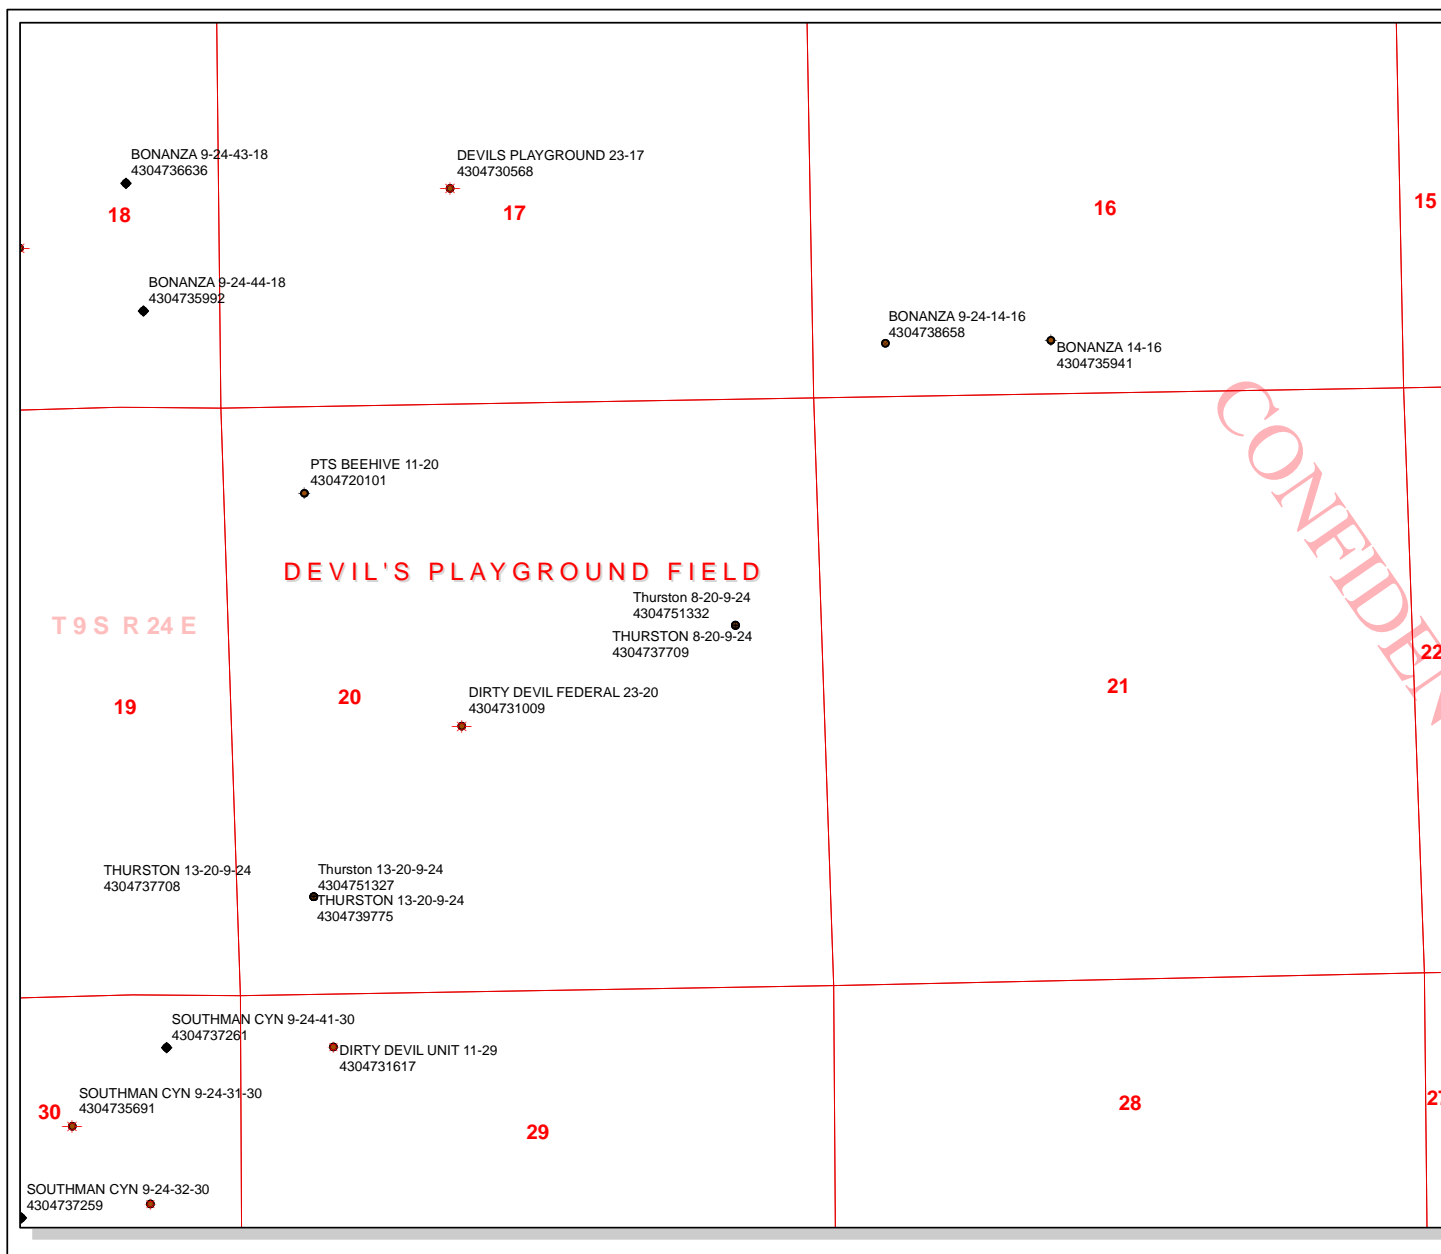 BONANZA 9-24-43-18
4304736636
DEVILS PLAYGROUND 23-17
4304730568
18
17
16
15
BONANZA 9-24-44-18
4304735992
BONANZA 9-24-14-16
4304738658
BONANZA 14-16
4304735941
CONFIDEN
PTS BEEHIVE 11-20
4304720101
DEVIL'S PLAYGROUND FIELD
Thurston 8-20-9-24
4304751332
THURSTON 8-20-9-24
4304737709
T 9 S R 24 E
22
21
20
19
DIRTY DEVIL FEDERAL 23-20
4304731009
THURSTON 13-20-9-24
4304737708
Thurston 13-20-9-24
4304751327
THURSTON 13-20-9-24
4304739775
SOUTHMAN CYN 9-24-41-30
4304737261
DIRTY DEVIL UNIT 11-29
4304731617
SOUTHMAN CYN 9-24-31-30
4304735691
30
29
28
27
SOUTHMAN CYN 9-24-32-30
4304737259